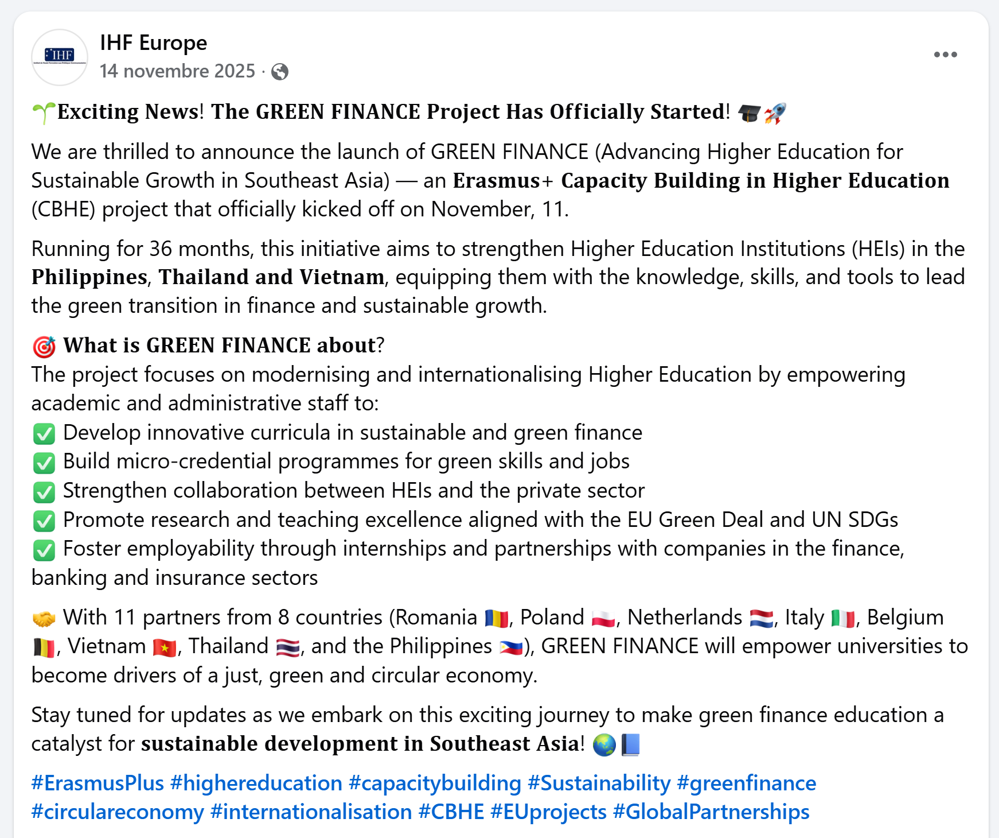 IHF
IHF Europe
14 novembre 2025 ·
🌱Exciting News! The GREEN FINANCE Project Has Officially Started! 🎓🚀
We are thrilled to announce the launch of GREEN FINANCE (Advancing Higher Education for
Sustainable Growth in Southeast Asia) — an Erasmus+ Capacity Building in Higher Education
(CBHE) project that officially kicked off on November, 11.
Running for 36 months, this initiative aims to strengthen Higher Education Institutions (HEIs) in the
Philippines, Thailand and Vietnam, equipping them with the knowledge, skills, and tools to lead
the green transition in finance and sustainable growth.
🎯 What is GREEN FINANCE about?
The project focuses on modernising and internationalising Higher Education by empowering
academic and administrative staff to:
✅ Develop innovative curricula in sustainable and green finance
✅ Build micro-credential programmes for green skills and jobs
✅ Strengthen collaboration between HEIs and the private sector
✅ Promote research and teaching excellence aligned with the EU Green Deal and UN SDGs
✅ Foster employability through internships and partnerships with companies in the finance,
banking and insurance sectors
🤝 With 11 partners from 8 countries (Romania 🇷🇴, Poland 🇵🇱, Netherlands 🇳🇱, Italy 🇮🇹, Belgium
🇧🇪, Vietnam 🇻🇳, Thailand 🇹🇭, and the Philippines 🇵🇭), GREEN FINANCE will empower universities to
become drivers of a just, green and circular economy.
Stay tuned for updates as we embark on this exciting journey to make green finance education a
catalyst for sustainable development in Southeast Asia! 🌏📘
#ErasmusPlus #highereducation #capacitybuilding #Sustainability #greenfinance
#circulareconomy #internationalisation #CBHE #EUprojects #GlobalPartnerships